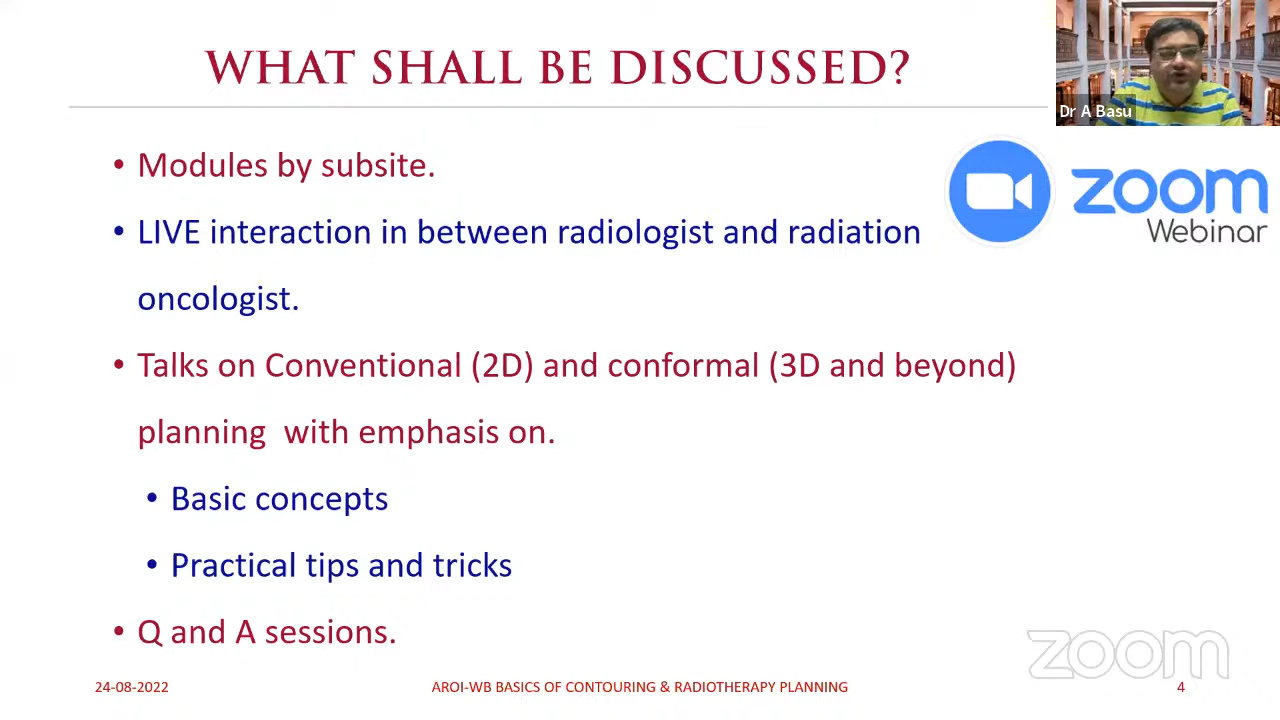 WHAT SHALL BE DISCUSSED?
Dr A Basu
zoom
Webinar
• Modules by subsite.
• LIVE interaction in between radiologist and radiation
oncologist.
• Talks on Conventional (2D) and conformal (3D and beyond)
planning with emphasis on.
• Basic concepts
• Practical tips and tricks
• Q and A sessions.
zoom
24-08-2022
AROI-WB BASICS OF CONTOURING & RADIOTHERAPY PLANNING
4